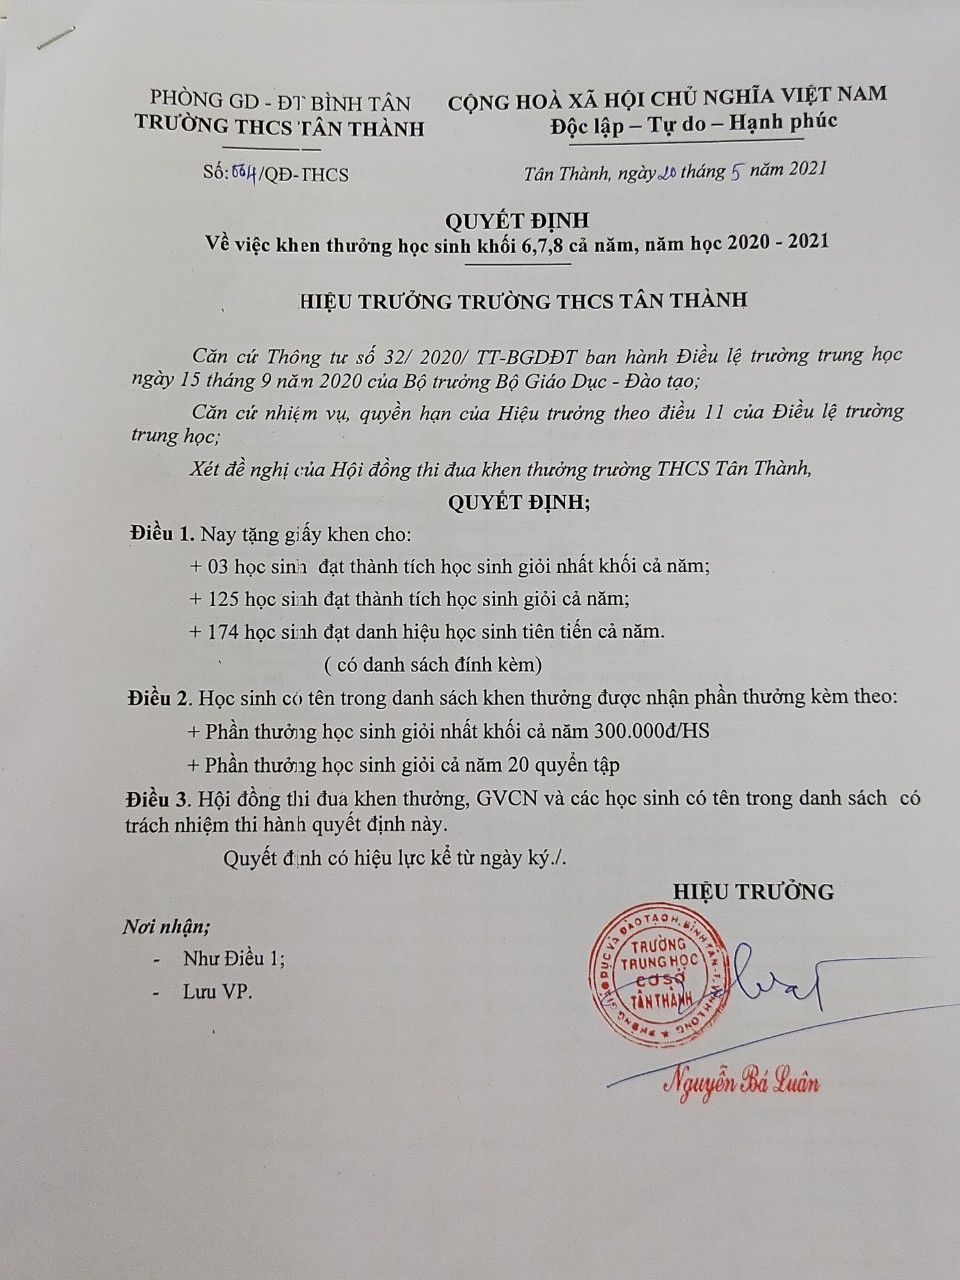 PHÒNG GD - ĐT BÌNH TÂN
TRƯỜNG THCS TÂN THÀNH
CỘNG HOÀ XÃ HỘI CHỦ NGHĨA VIỆT NAM
Độc lập – Tự do – Hạnh phúc
Số: /QĐ-THCS
Tân Thành, ngày 20 tháng 5 năm 2021
QUYẾT ĐỊNH
Về việc khen thưởng học sinh khối 6,7,8 cả năm, năm học 2020 - 2021
HIỆU TRƯỞNG TRƯỜNG THCS TÂN THÀNH
Căn cứ Thông tư số 32/ 2020/ TT-BGDĐT ban hành Điều lệ trường trung học
ngày 15 tháng 9 năm 2020 của Bộ trưởng Bộ Giáo Dục - Đào tạo;
Căn cứ nhiệm vụ, quyền hạn của Hiệu trưởng theo điều 11 của Điều lệ trường
trung học;
Xét đề nghị của Hội đồng thi đua khen thưởng trường THCS Tân Thành,
QUYẾT ĐỊNH;
Điều 1. Nay tặng giấy khen cho:
+ 03 học sinh đạt thành tích học sinh giỏi nhất khối cả năm;
+ 125 học sinh đạt thành tích học sinh giỏi cả năm;
+ 174 học sinh đạt danh hiệu học sinh tiên tiến cả năm.
( có danh sách đính kèm)
Điều 2. Học sinh có tên trong danh sách khen thưởng được nhận phần thưởng kèm theo:
+ Phần thưởng học sinh giỏi nhất khối cả năm 300.000đ/HS
+ Phần thưởng học sinh giỏi cả năm 20 quyển tập
Điều 3. Hội đồng thi đua khen thưởng, GVCN và các học sinh có tên trong danh sách có
trách nhiệm thi hành quyết định này.
Quyết định có hiệu lực kể từ ngày ký./.
HIỆU TRƯỞNG
Nơi nhận;
- Như Điều 1;
- Lưu VP.
PHÒNG GIÁO DỤC VÀ ĐÀO TẠO H. BÌNH TÂN - T. VĨNH LONG
TRƯỜNG
TRUNG HỌC
CƠ SỞ
TÂN THÀNH
Nguyễn Bá Luân